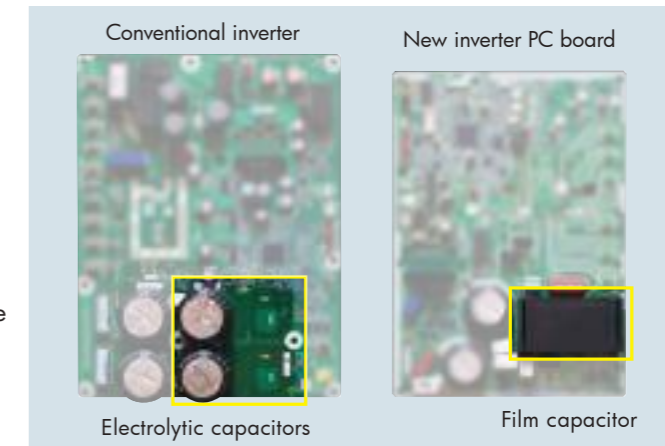 Conventional inverter
New inverter PC board
e
Electrolytic capacitors
Film capacitor